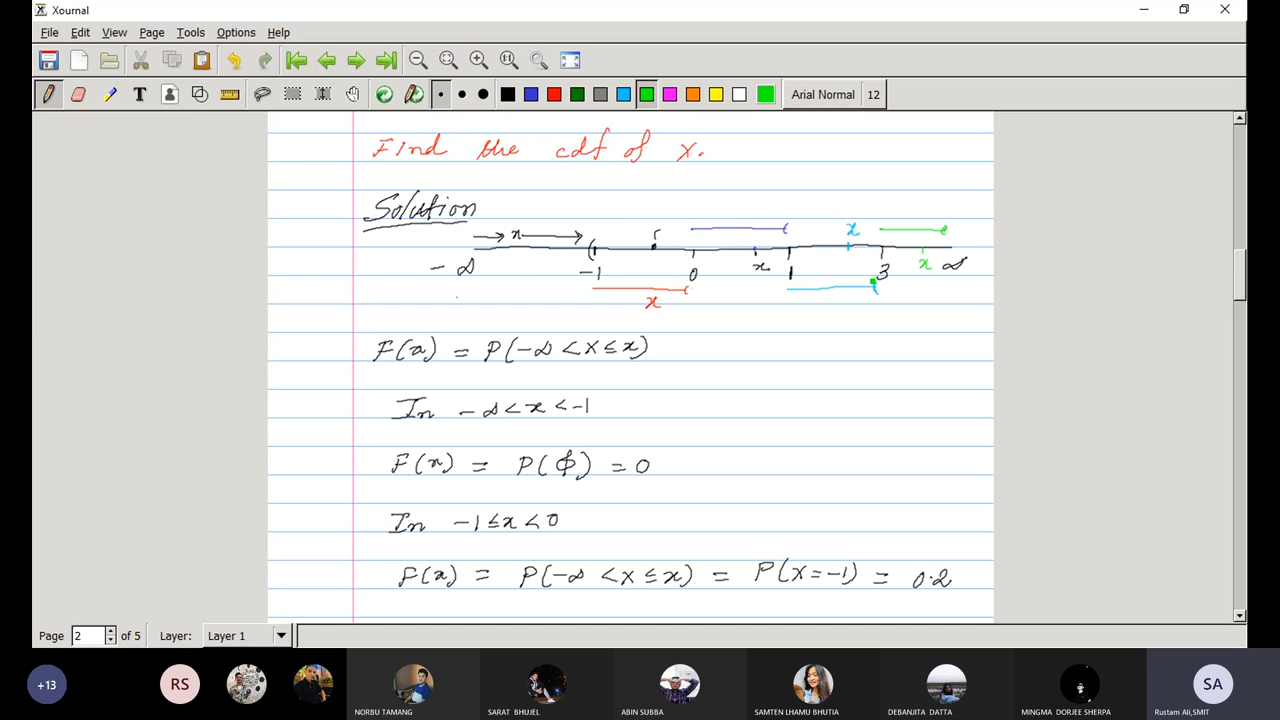 Xournal
File Edit View Page Tools Options Help
T Arial Normal 12
Find the cdf of X.
Solution
x x
- ∞ -1 0 x 1 3 x ∞
x
F(x) = P(-∞ < X ≤ x)
In -∞ < x < -1
F(x) = P(ϕ) = 0
In -1 ≤ x < 0
F(x) = P(-∞ < X ≤ x) = P(X = -1) = 0.2
Page 2 of 5 Layer: Layer 1
+13 RS SA
NORBU TAMANG SARAT BHUJEL ABIN SUBBA SAMTEN LHAMU BHUTIA DEBANJITA DATTA MINGMA DORJEE SHERPA Rustam Ali,SMIT